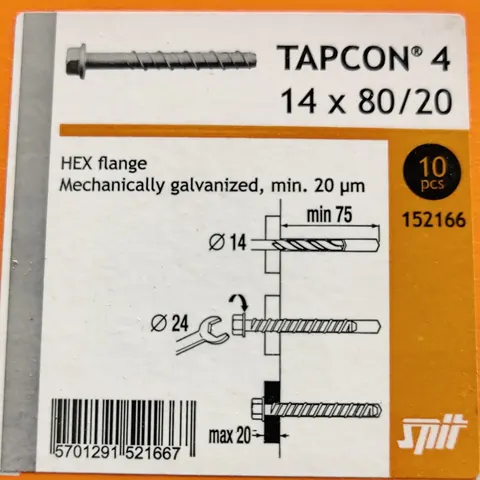 TAPCON® 4
14 x 80/20
HEX flange
Mechanically galvanized, min. 20 µm
10
pcs
152166
min 75
Ø 14
Ø 24
max 20
5701291 521667
Spit